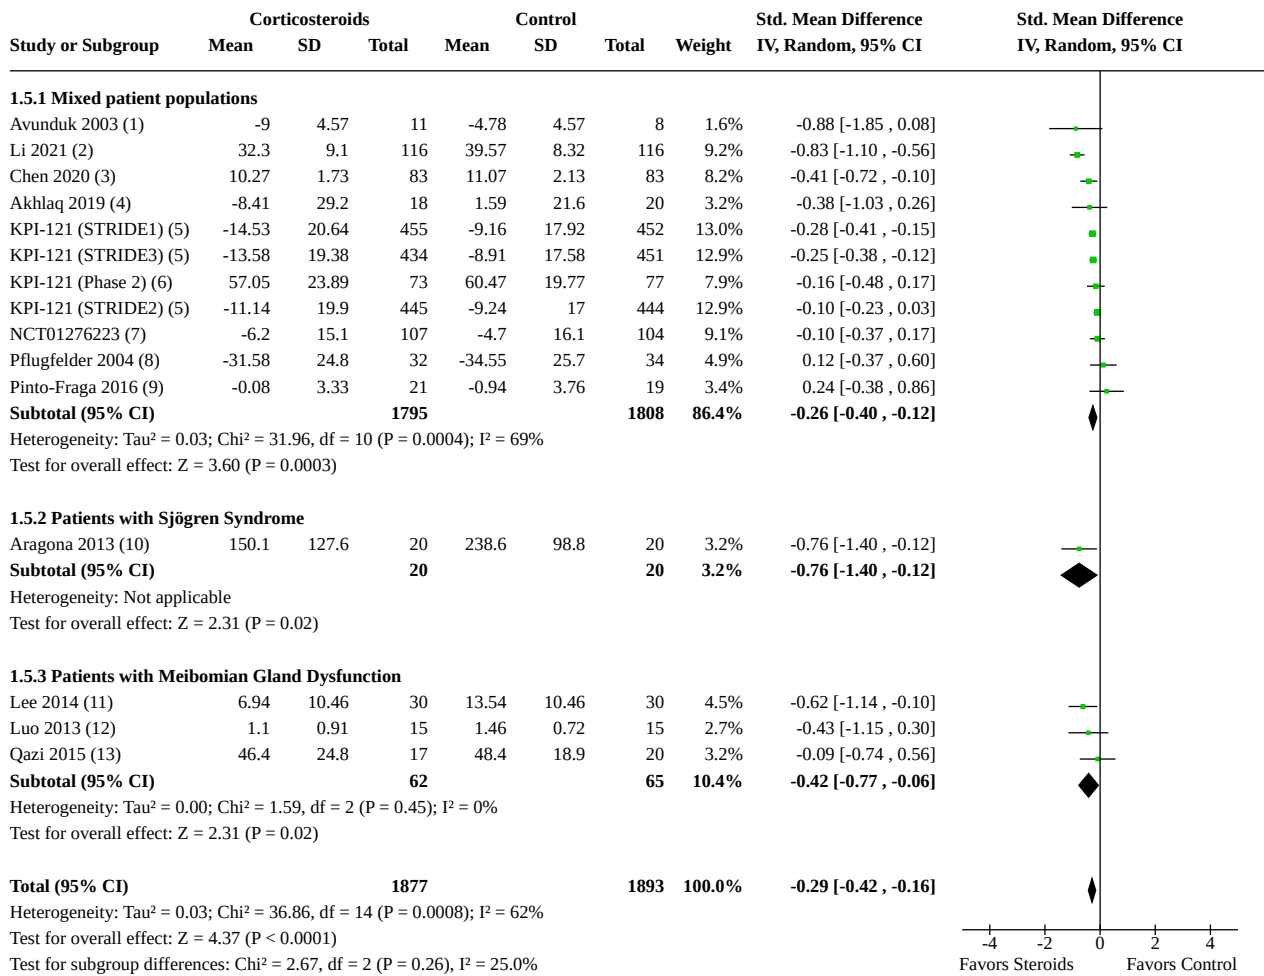 Corticosteroids Control Std. Mean Difference Std. Mean Difference
Study or Subgroup Mean SD Total Mean SD Total Weight IV, Random, 95% CI IV, Random, 95% CI
1.5.1 Mixed patient populations
Avunduk 2003 (1) -9 4.57 11 -4.78 4.57 8 1.6% -0.88 [-1.85 , 0.08]
Li 2021 (2) 32.3 9.1 116 39.57 8.32 116 9.2% -0.83 [-1.10 , -0.56]
Chen 2020 (3) 10.27 1.73 83 11.07 2.13 83 8.2% -0.41 [-0.72 , -0.10]
Akhlaq 2019 (4) -8.41 29.2 18 1.59 21.6 20 3.2% -0.38 [-1.03 , 0.26]
KPI-121 (STRIDE1) (5) -14.53 20.64 455 -9.16 17.92 452 13.0% -0.28 [-0.41 , -0.15]
KPI-121 (STRIDE3) (5) -13.58 19.38 434 -8.91 17.58 451 12.9% -0.25 [-0.38 , -0.12]
KPI-121 (Phase 2) (6) 57.05 23.89 73 60.47 19.77 77 7.7% -0.16 [-0.48 , 0.17]
KPI-121 (STRIDE2) (5) -11.14 19.9 445 -9.24 17 444 12.9% -0.10 [-0.23 , 0.03]
NCT01276223 (7) -6.2 15.1 107 -4.7 16.1 104 9.1% -0.10 [-0.37 , 0.17]
Pflugfelder 2004 (8) -31.58 24.8 32 -34.55 25.7 34 4.9% 0.12 [-0.37 , 0.60]
Pinto-Fraga 2016 (9) -0.08 3.33 21 -0.94 3.76 19 3.4% 0.24 [-0.38 , 0.86]
Subtotal (95% CI) 1795 1808 86.4% -0.26 [-0.40 , -0.12]
Heterogeneity: Tau² = 0.03; Chi² = 31.96, df = 10 (P = 0.0004); I² = 69%
Test for overall effect: Z = 3.60 (P = 0.0003)
1.5.2 Patients with Sjögren Syndrome
Aragona 2013 (10) 150.1 127.6 20 238.6 98.8 20 3.2% -0.76 [-1.40 , -0.12]
Subtotal (95% CI) 20 20 3.2% -0.76 [-1.40 , -0.12]
Heterogeneity: Not applicable
Test for overall effect: Z = 2.31 (P = 0.02)
1.5.3 Patients with Meibomian Gland Dysfunction
Lee 2014 (11) 6.94 10.46 30 13.54 10.46 30 4.5% -0.62 [-1.14 , -0.10]
Luo 2013 (12) 1.1 0.91 15 1.46 0.72 15 2.7% -0.43 [-1.15 , 0.30]
Qazi 2015 (13) 46.4 24.8 17 48.4 18.9 20 3.2% -0.09 [-0.74 , 0.56]
Subtotal (95% CI) 62 65 10.4% -0.42 [-0.77 , -0.06]
Heterogeneity: Tau² = 0.00; Chi² = 1.59, df = 2 (P = 0.45); I² = 0%
Test for overall effect: Z = 2.31 (P = 0.02)
Total (95% CI) 1877 1893 100.0% -0.29 [-0.42 , -0.16]
Heterogeneity: Tau² = 0.03; Chi² = 36.86, df = 14 (P = 0.0008); I² = 62%
Test for overall effect: Z = 4.37 (P < 0.0001)
-4 -2 0 2 4
Test for subgroup differences: Chi² = 2.67, df = 2 (P = 0.26), I² = 25.0%
Favors Steroids Favors Control